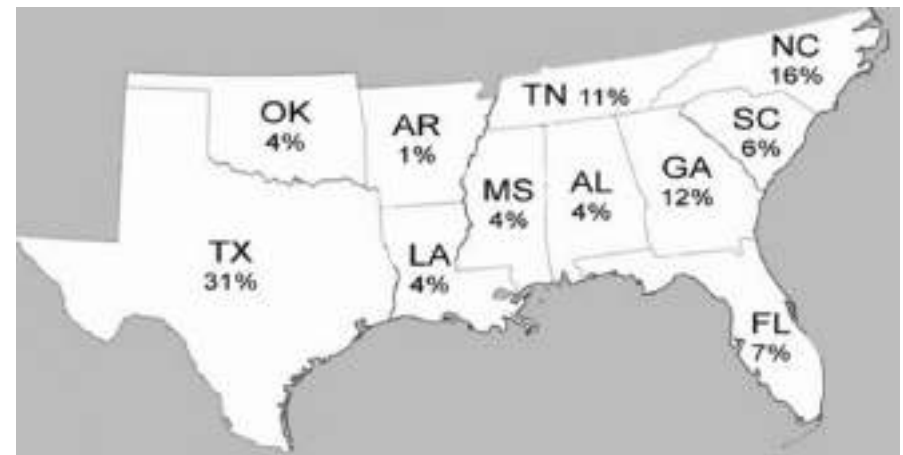 NC
16%
TN 11%
OK
4%
AR
1%
SC
6%
MS
4%
AL
4%
GA
12%
TX
31%
LA
4%
FL
7%